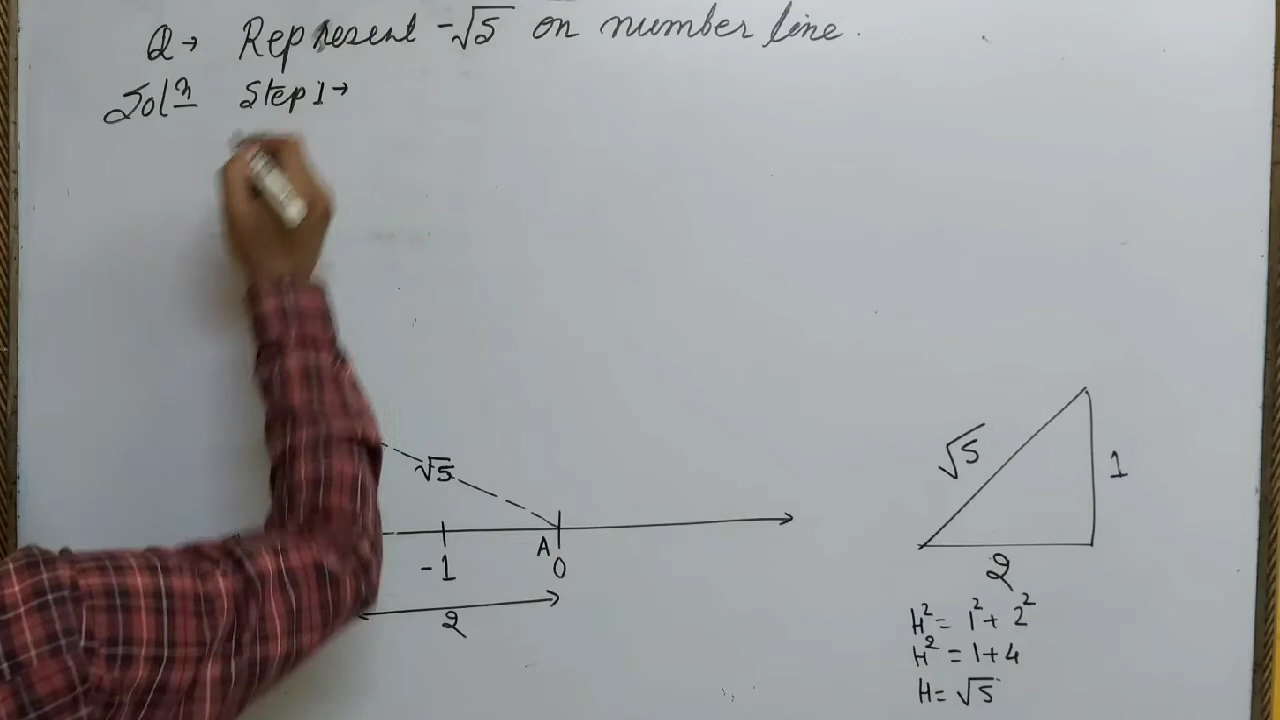 Q→ Represent -√5 on number line.
Solⁿ Step 1→
√5
A
-1
0
2
√5
1
2
H² = 1² + 2²
H² = 1+4
H = √5